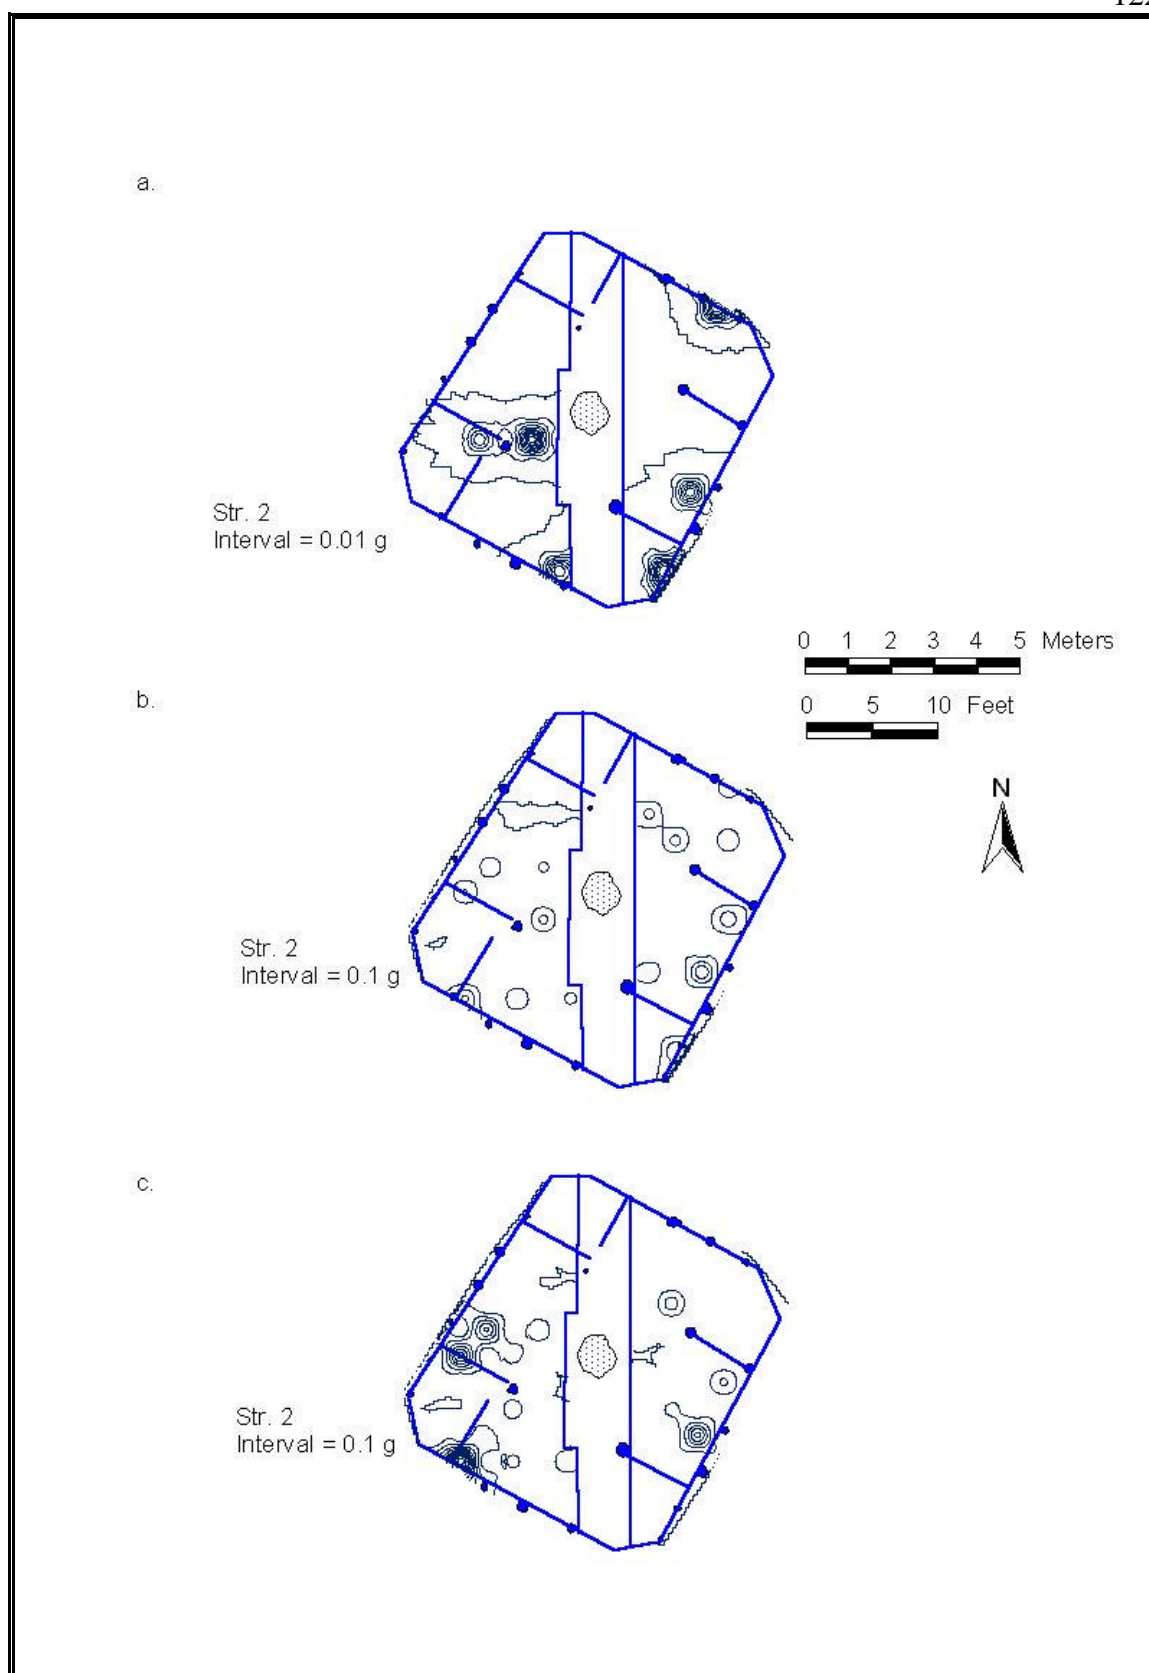 a.
Str. 2
Interval = 0.01 g
0 1 2 3 4 5 Meters
0 5 10 Feet
b.
N
Str. 2
Interval = 0.1 g
c.
Str. 2
Interval = 0.1 g